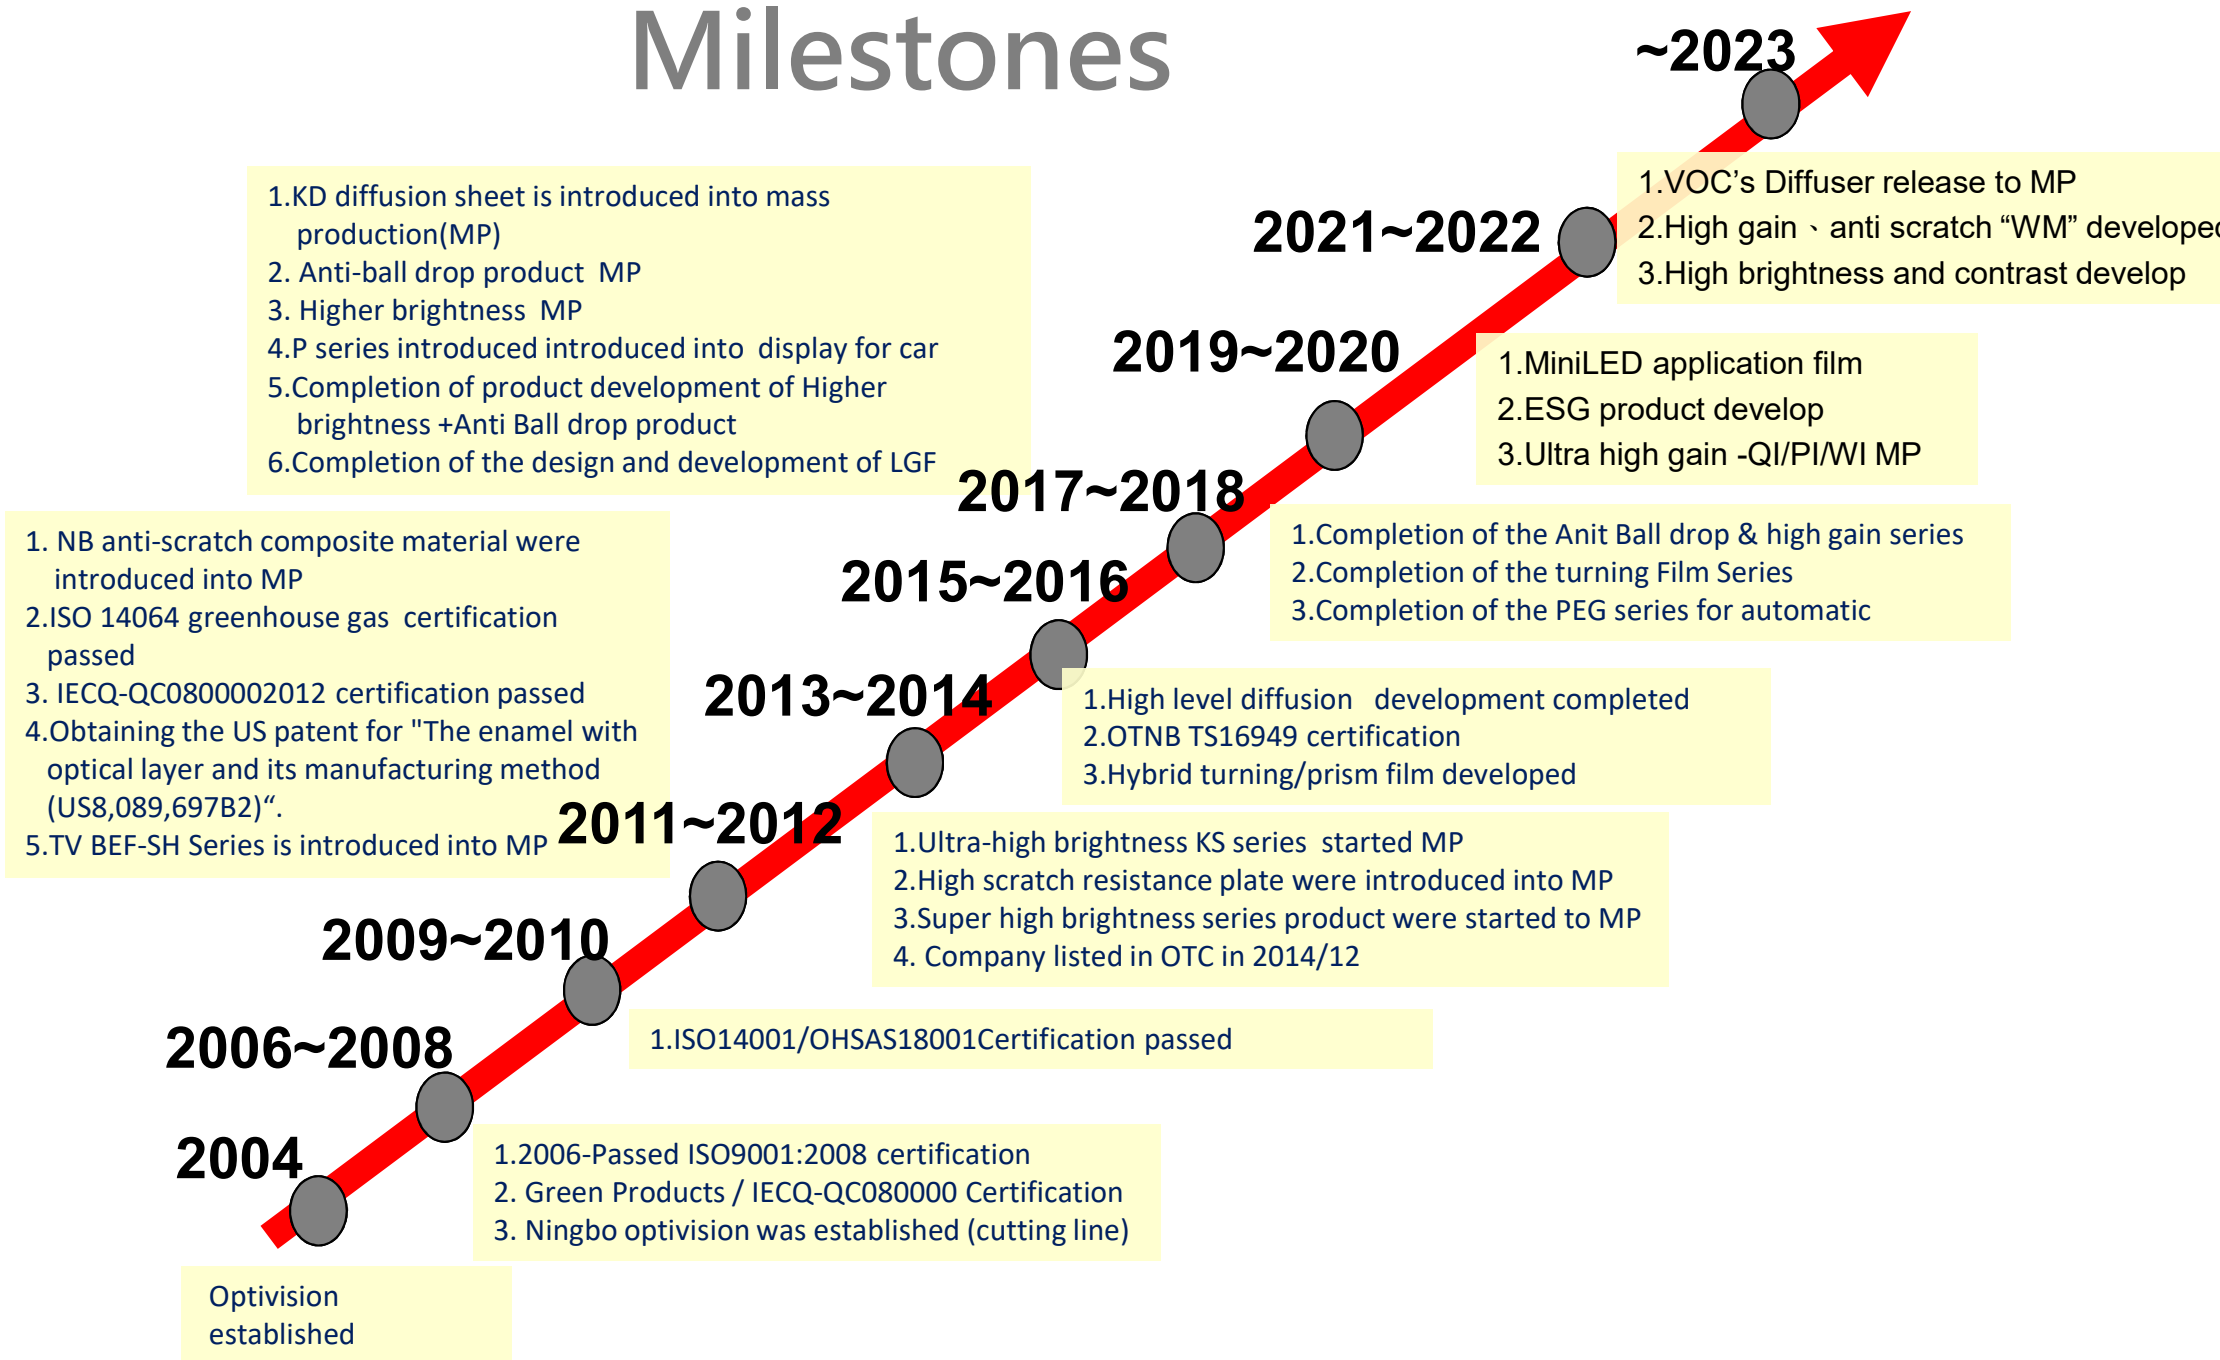 Milestones
~2023
1.VOC’s Diffuser release to MP
2.High gain、anti scratch “WM” developed
3.High brightness and contrast develop
2021~2022
1.MiniLED application film
2.ESG product develop
3.Ultra high gain -QI/PI/WI MP
2019~2020
1.Completion of the Anit Ball drop & high gain series
2.Completion of the turning Film Series
3.Completion of the PEG series for automatic
1.KD diffusion sheet is introduced into mass
production(MP)
2. Anti-ball drop product  MP
3. Higher brightness  MP
4.P series introduced introduced into  display for car
5.Completion of product development of Higher
brightness +Anti Ball drop product
6.Completion of the design and development of LGF
2017~2018
2015~2016
1.High level diffusion   development completed
2.OTNB TS16949 certification
3.Hybrid turning/prism film developed
2013~2014
1.Ultra-high brightness KS series  started MP
2.High scratch resistance plate were introduced into MP
3.Super high brightness series product were started to MP
4. Company listed in OTC in 2014/12
1. NB anti-scratch composite material were
introduced into MP
2.ISO 14064 greenhouse gas  certification
passed
3. IECQ-QC0800002012 certification passed
4.Obtaining the US patent for "The enamel with
optical layer and its manufacturing method
(US8,089,697B2)“.
5.TV BEF-SH Series is introduced into MP
2011~2012
2009~2010
1.ISO14001/OHSAS18001Certification passed
2006~2008
1.2006-Passed ISO9001:2008 certification
2. Green Products / IECQ-QC080000 Certification
3. Ningbo optivision was established (cutting line)
2004
Optivision
established